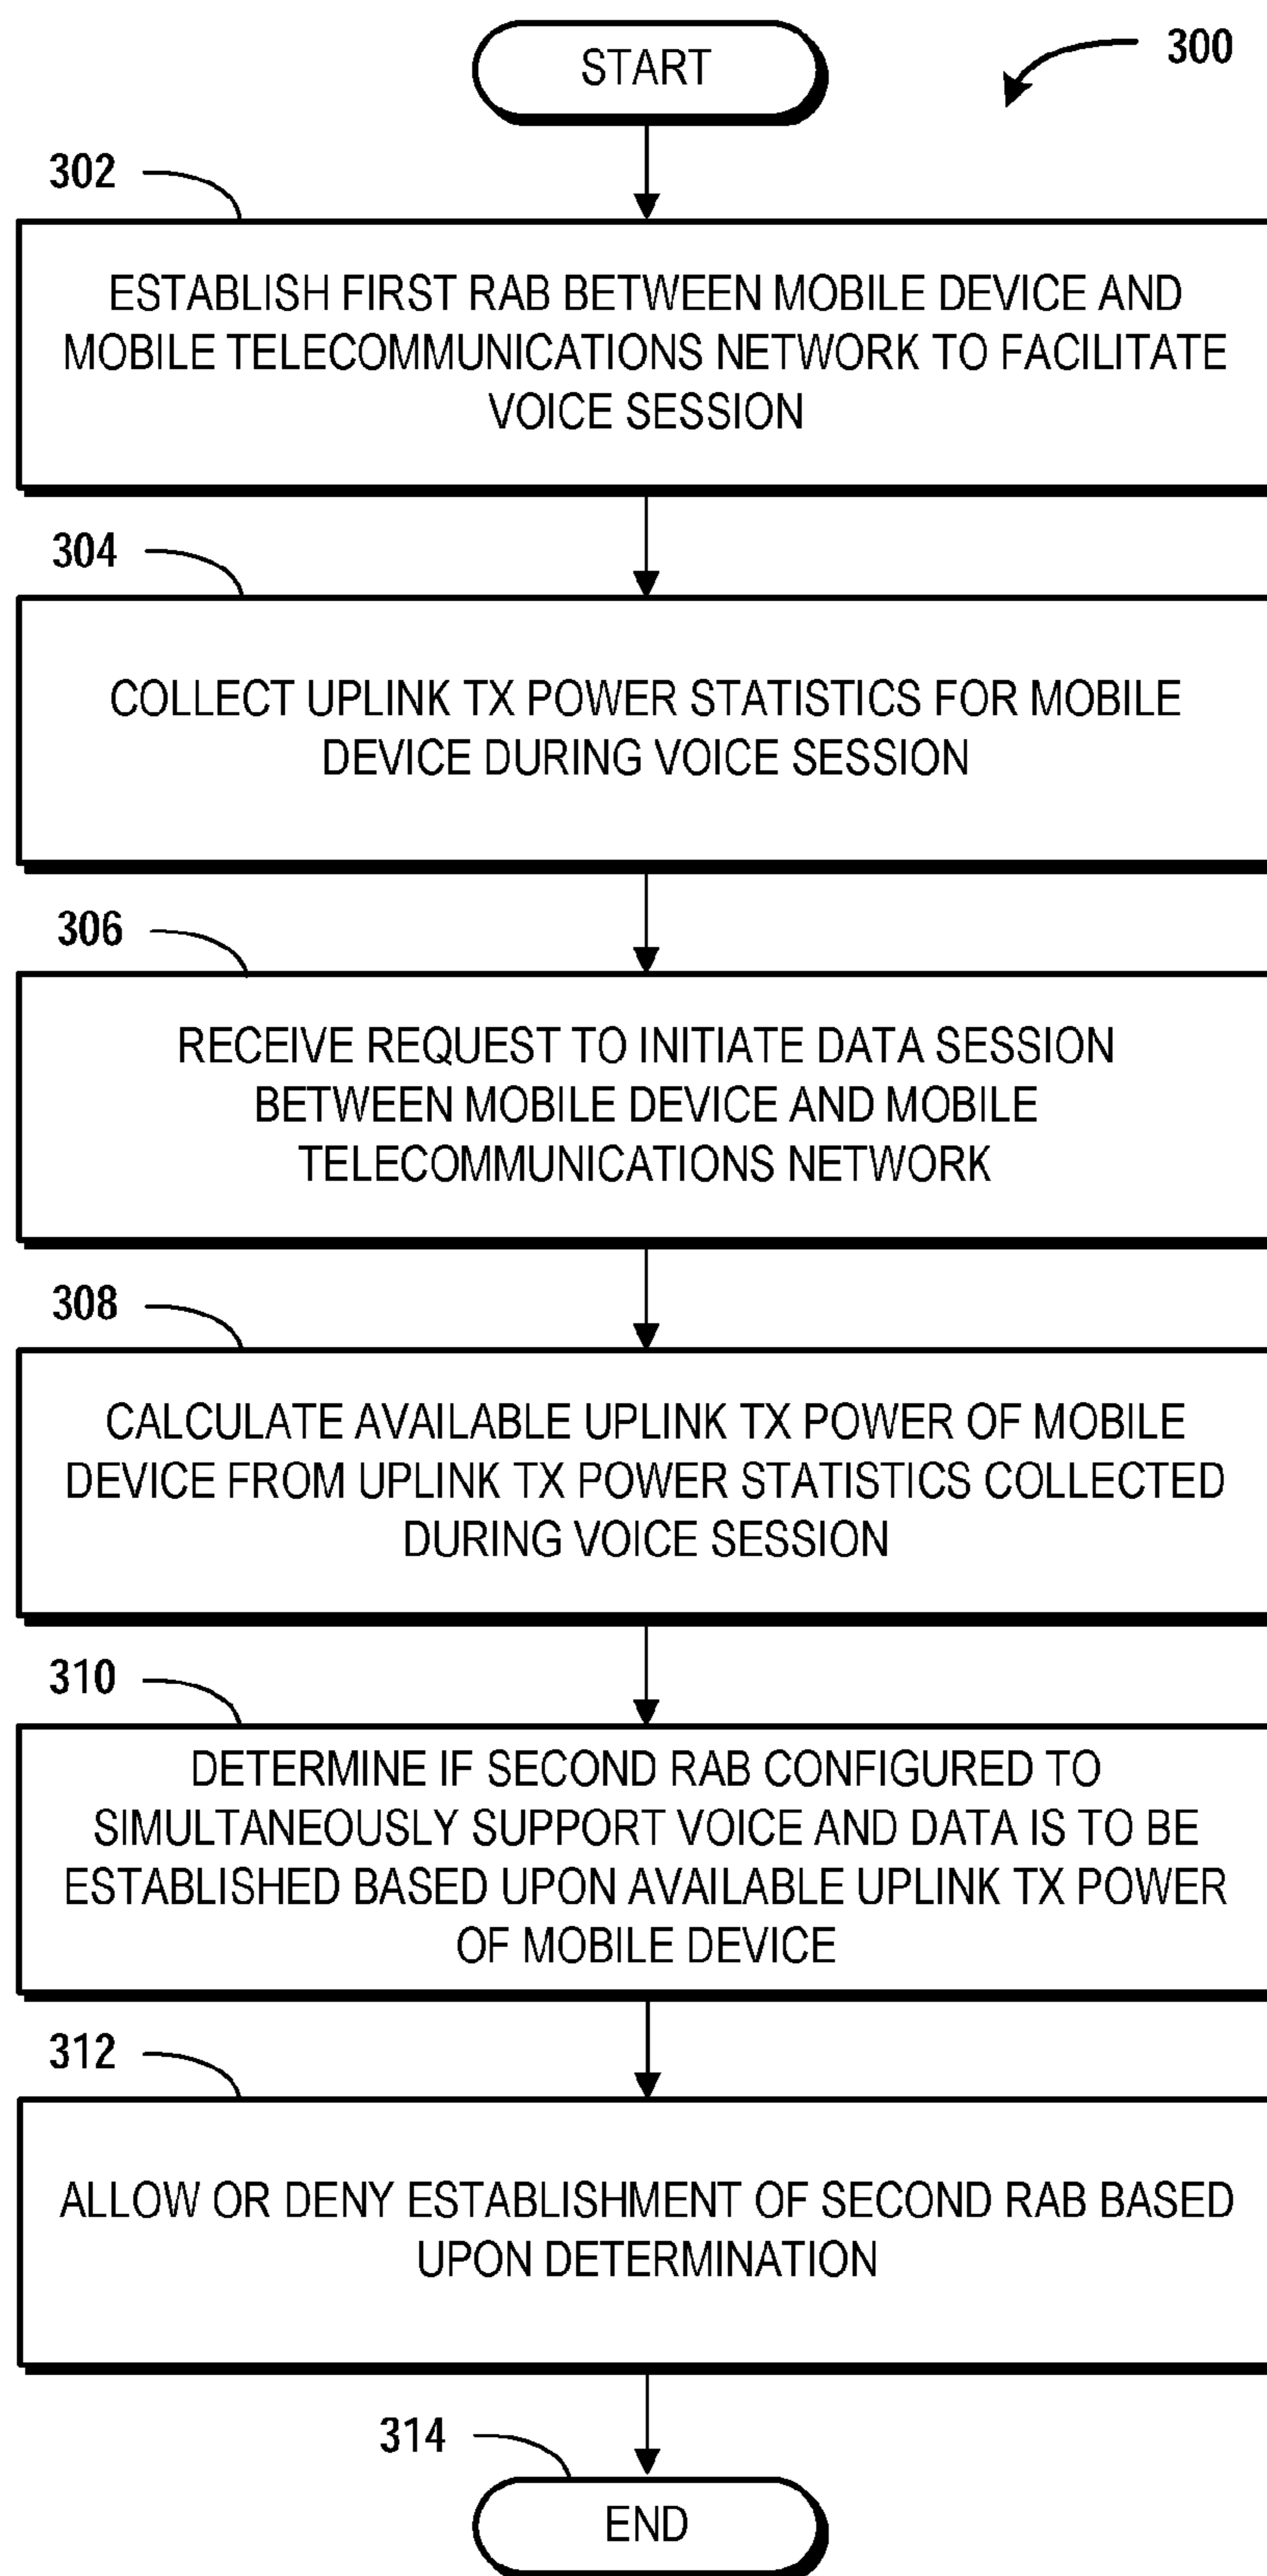 START
300
302
ESTABLISH FIRST RAB BETWEEN MOBILE DEVICE AND
MOBILE TELECOMMUNICATIONS NETWORK TO FACILITATE
VOICE SESSION
304
COLLECT UPLINK TX POWER STATISTICS FOR MOBILE
DEVICE DURING VOICE SESSION
306
RECEIVE REQUEST TO INITIATE DATA SESSION
BETWEEN MOBILE DEVICE AND MOBILE
TELECOMMUNICATIONS NETWORK
308
CALCULATE AVAILABLE UPLINK TX POWER OF MOBILE
DEVICE FROM UPLINK TX POWER STATISTICS COLLECTED
DURING VOICE SESSION
310
DETERMINE IF SECOND RAB CONFIGURED TO
SIMULTANEOUSLY SUPPORT VOICE AND DATA IS TO BE
ESTABLISHED BASED UPON AVAILABLE UPLINK TX POWER
OF MOBILE DEVICE
312
ALLOW OR DENY ESTABLISHMENT OF SECOND RAB BASED
UPON DETERMINATION
314
END